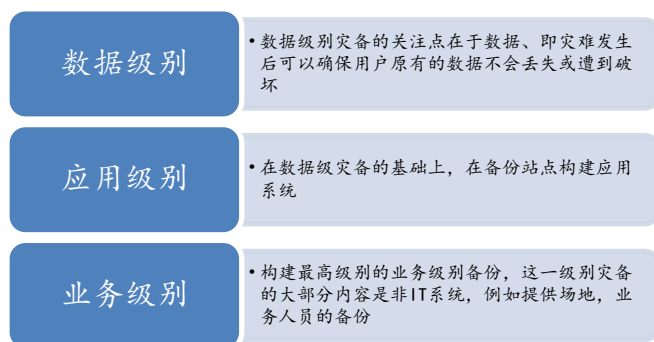 数据级别
•数据级别灾备的关注点在于数据、即灾难发生
后可以确保用户原有的数据不会丢失或遭到破
坏
应用级别
•在数据级灾备的基础上，在备份站点构建应用
系统
业务级别
•构建最高级别的业务级别备份，这一级别灾备
的大部分内容是非IT系统，例如提供场地，业
务人员的备份